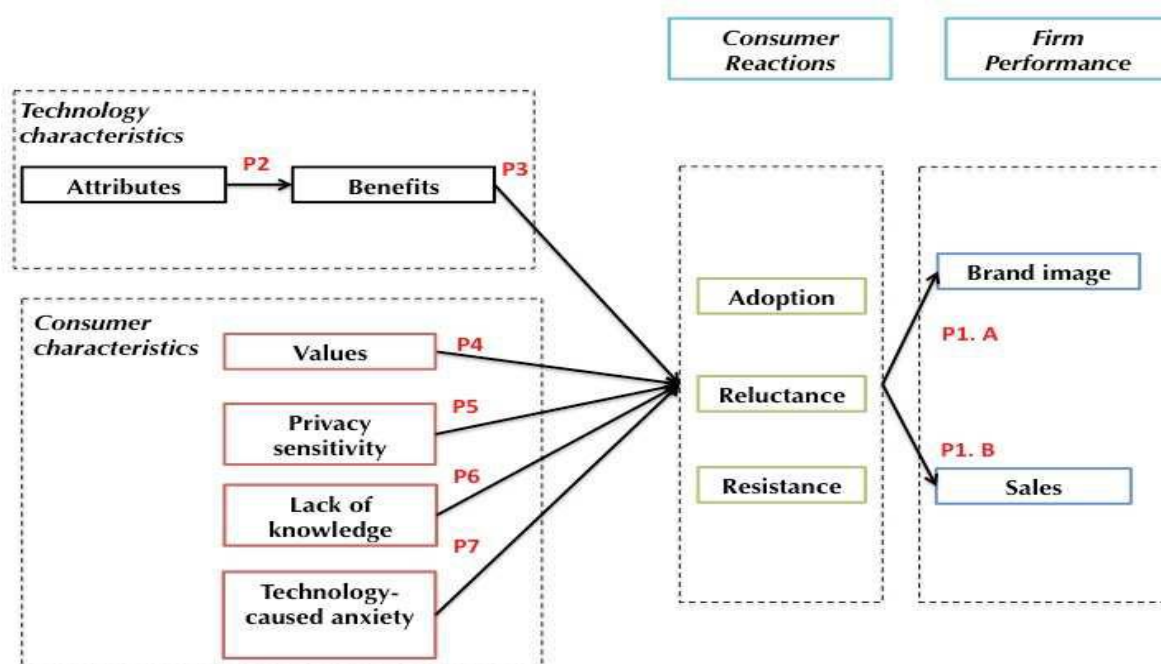 Consumer
Reactions
Firm
Performance
Technology
characteristics
Attributes
P2
Benefits
P3
Consumer
characteristics
Values
P4
Privacy
sensitivity
P5
Lack of
knowledge
P6
Technology-
caused anxiety
P7
Adoption
Reluctance
Resistance
Brand image
P1. A
P1. B
Sales